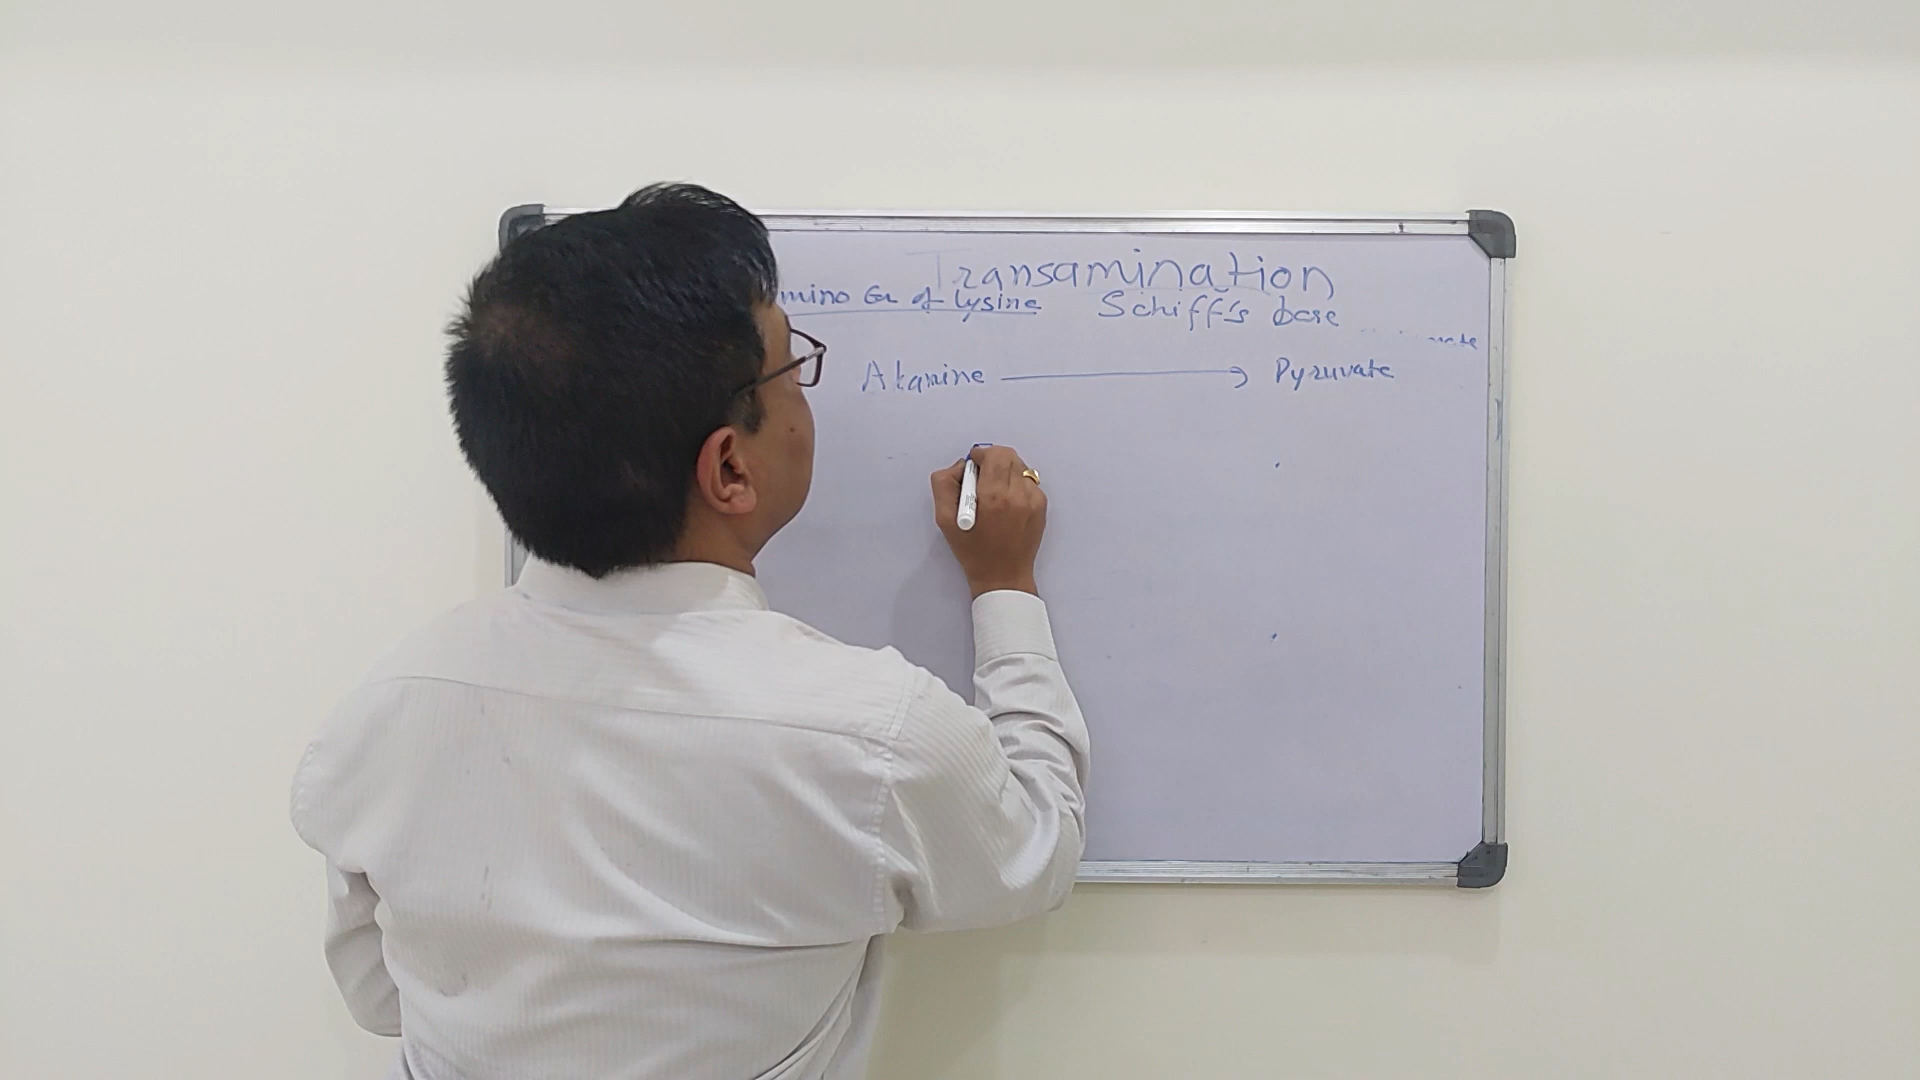 Transamination
mino Gr of lysine Schiff's base
Alanine → Pyruvate